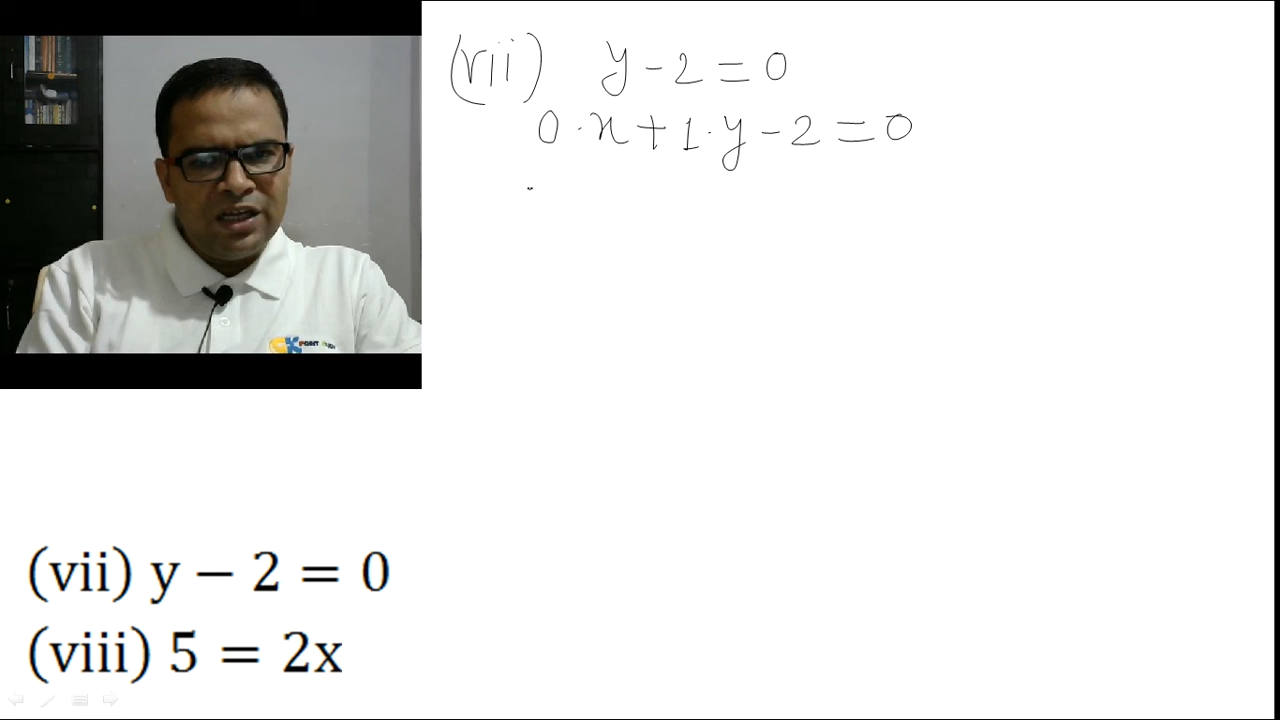 (vii) y - 2 = 0
0·x + 1·y - 2 = 0
(vii) y − 2 = 0
(viii) 5 = 2x